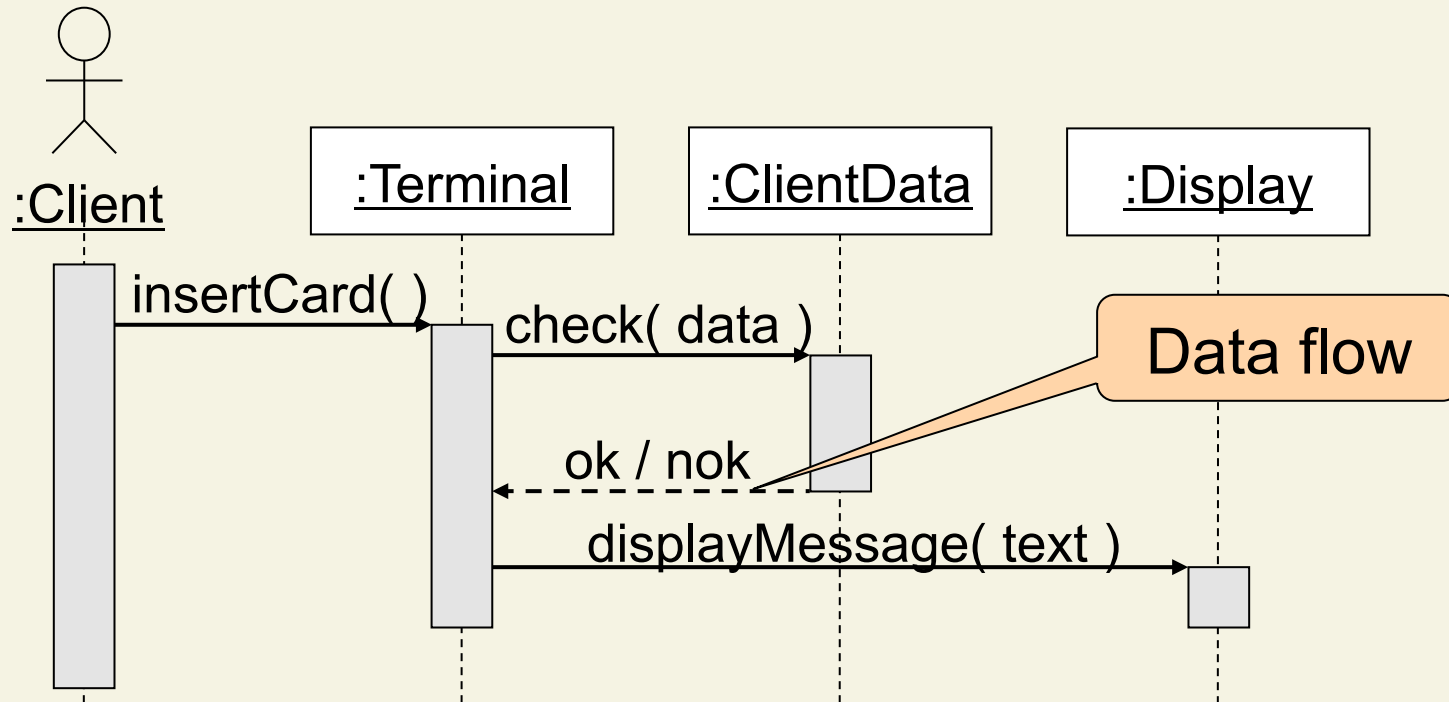 :Client
:Terminal
:ClientData
:Display
insertCard( )
check( data )
Data flow
ok / nok
displayMessage( text )